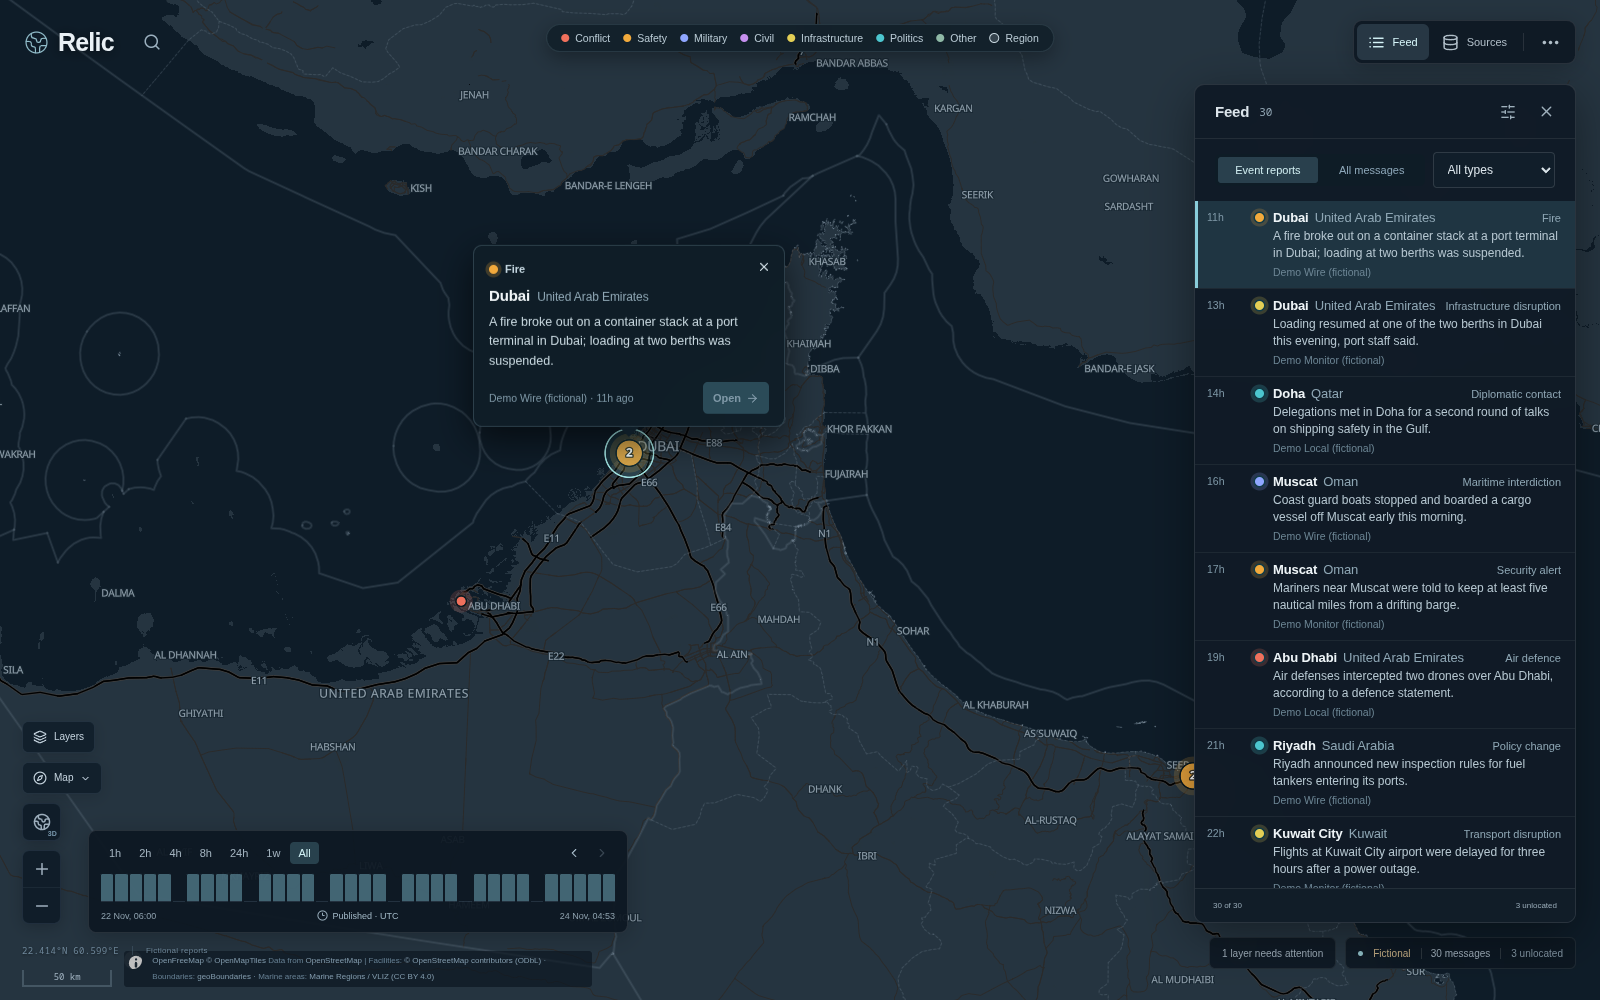 Relic
Conflict Safety Military Civil Infrastructure Politics Other Region
Feed Sources
BANDAR ABBAS
JENAH
KARGAN
RAMCHAH
BANDAR CHARAK
KISH
BANDAR-E LENGEH
SEERIK
GOWHARAN
SARDASHT
KHASAB
KHAIMAH
DIBBA
BANDAR-E JASK
KHOR FAKKAN
DUBAI
E88
FUJAIRAH
E66
E84
N1
E11
DALMA
ABU DHABI
E66
MAHDAH
SOHAR
N1
AL DHANNAH
SILA
E11
E22
AL AIN
UNITED ARAB EMIRATES
GHIYATHI
HABSHAN
AL KHABURAH
AS SUWAIQ
DHANK
AL-RUSTAQ
IBRI
NIZWA
AL MUDHAIBI
SUR
Fire
Dubai United Arab Emirates
A fire broke out on a container stack at a port
terminal in Dubai; loading at two berths was
suspended.
Demo Wire (fictional) · 11h ago
Open
2
Feed 30
Event reports All messages All types
11h Dubai United Arab Emirates Fire
A fire broke out on a container stack at a port terminal
in Dubai; loading at two berths was suspended.
Demo Wire (fictional)
13h Dubai United Arab Emirates Infrastructure disruption
Loading resumed at one of the two berths in Dubai
this evening, port staff said.
Demo Monitor (fictional)
14h Doha Qatar Diplomatic contact
Delegations met in Doha for a second round of talks
on shipping safety in the Gulf.
Demo Local (fictional)
16h Muscat Oman Maritime interdiction
Coast guard boats stopped and boarded a cargo
vessel off Muscat early this morning.
Demo Wire (fictional)
17h Muscat Oman Security alert
Mariners near Muscat were told to keep at least five
nautical miles from a drifting barge.
Demo Monitor (fictional)
19h Abu Dhabi United Arab Emirates Air defence
Air defenses intercepted two drones over Abu Dhabi,
according to a defence statement.
Demo Local (fictional)
21h Riyadh Saudi Arabia Policy change
Riyadh announced new inspection rules for fuel
tankers entering its ports.
Demo Wire (fictional)
22h Kuwait City Kuwait Transport disruption
Flights at Kuwait City airport were delayed for three
hours after a power outage.
Demo Monitor (fictional)
30 of 30 3 unlocated
1 layer needs attention
Fictional 30 messages 3 unlocated
Layers
Map
3D
1h 2h 4h 8h 24h 1w All
22 Nov, 06:00 Published · UTC 24 Nov, 04:53
22.414°N 60.599°E Fictional reports
50 km
OpenFreeMap © OpenMapTiles Data from OpenStreetMap | Facilities: © OpenStreetMap contributors (ODbL) ·
Boundaries: geoBoundaries · Marine areas: Marine Regions / VLIZ (CC BY 4.0)